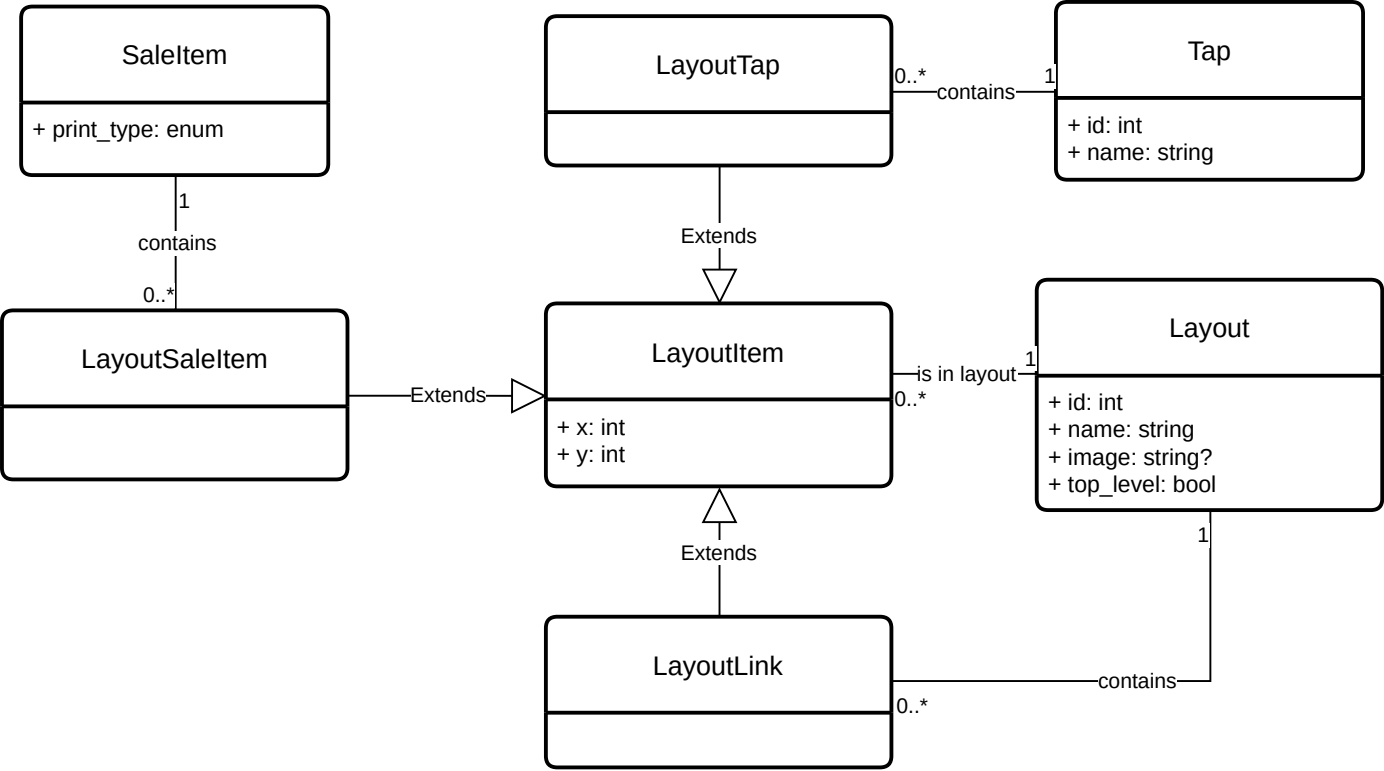 SaleItem
+ print_type: enum
1
contains
0..*
LayoutSaleItem
Extends
LayoutTap
0..*
contains
1
Tap
+ id: int
+ name: string
Extends
LayoutItem
+ x: int
+ y: int
1
is in layout
0..*
Layout
+ id: int
+ name: string
+ image: string?
+ top_level: bool
1
Extends
LayoutLink
contains
0..*